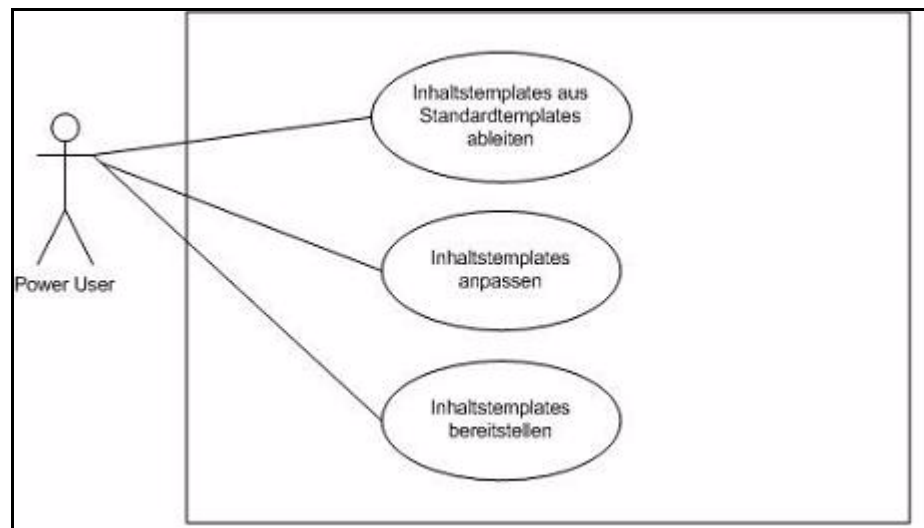 Inhaltstemplates aus
Standardtemplates
ableiten
Power User
Inhaltstemplates
anpassen
Inhaltstemplates
bereitstellen